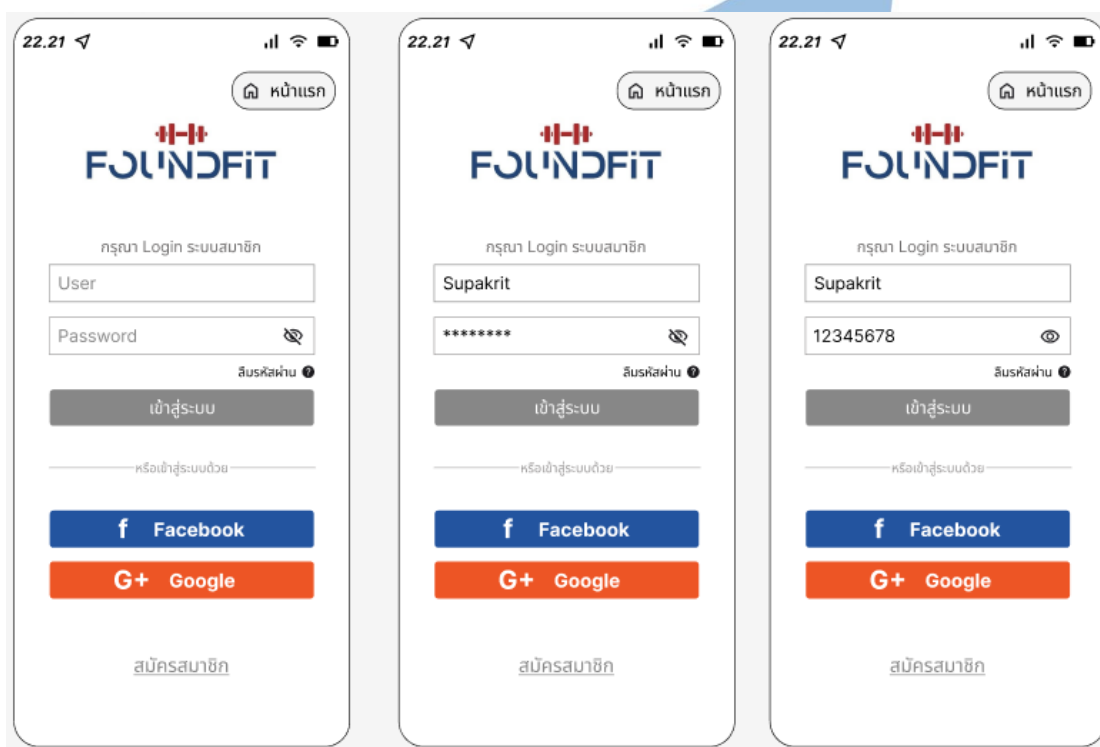 22.21
หน้าแรก
FOUNDFiT
กรุณา Login ระบบสมาชิก
User
Password
ลืมรหัสผ่าน ?
เข้าสู่ระบบ
หรือเข้าสู่ระบบด้วย
f Facebook
G+ Google
สมัครสมาชิก
22.21
หน้าแรก
FOUNDFiT
กรุณา Login ระบบสมาชิก
Supakrit
********
ลืมรหัสผ่าน ?
เข้าสู่ระบบ
หรือเข้าสู่ระบบด้วย
f Facebook
G+ Google
สมัครสมาชิก
22.21
หน้าแรก
FOUNDFiT
กรุณา Login ระบบสมาชิก
Supakrit
12345678
ลืมรหัสผ่าน ?
เข้าสู่ระบบ
หรือเข้าสู่ระบบด้วย
f Facebook
G+ Google
สมัครสมาชิก